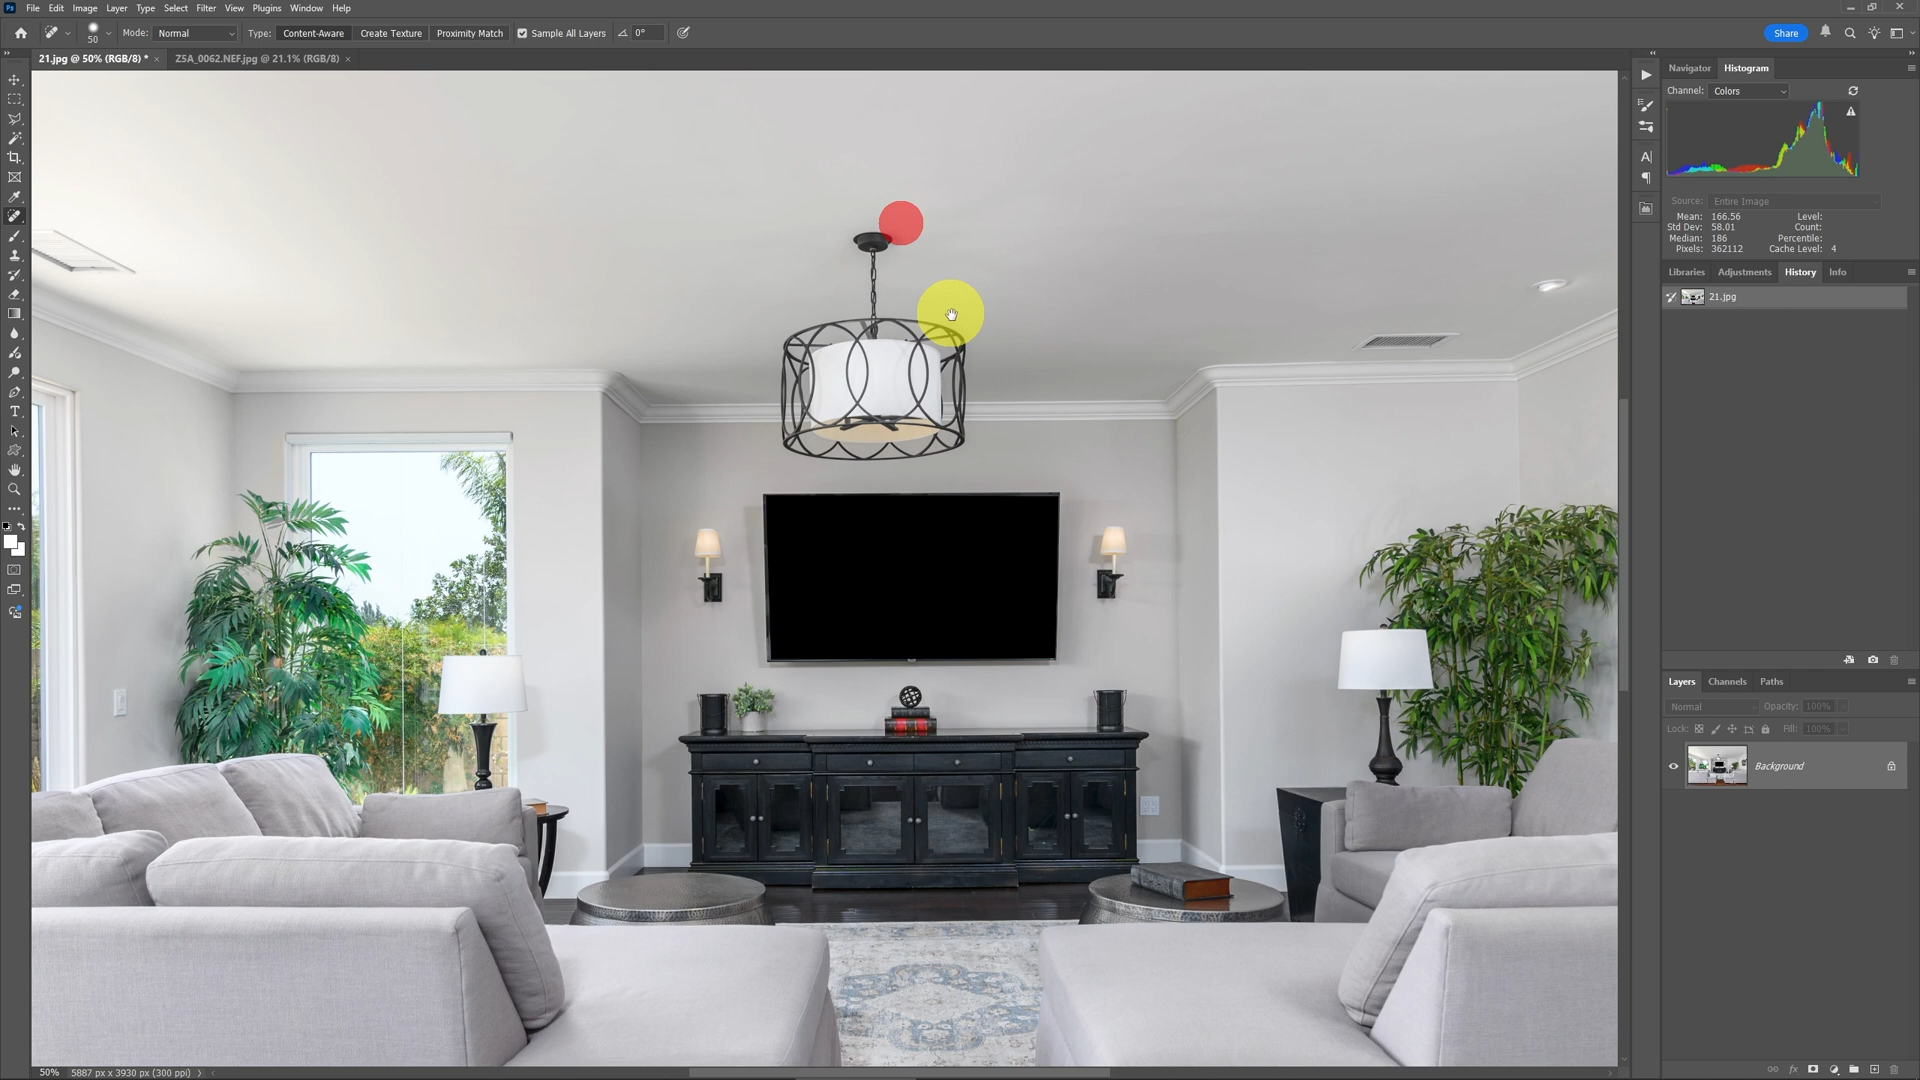 Ps File Edit Image Layer Type Select Filter View Plugins Window Help
50 Mode: Normal Type: Content-Aware Create Texture Proximity Match Sample All Layers 0° Share
21.jpg @ 50% (RGB/8) * × Z5A_0062.NEF.jpg @ 21.1% (RGB/8) ×
Navigator Histogram
Channel: Colors
Source: Entire Image
Mean: 166.56 Level:
Std Dev: 58.01 Count:
Median: 186 Percentile:
Pixels: 362112 Cache Level: 4
Libraries Adjustments History Info
21.jpg
Layers Channels Paths
Normal Opacity: 100%
Lock: Fill: 100%
Background
fx
50% 5887 px x 3930 px (300 ppi)